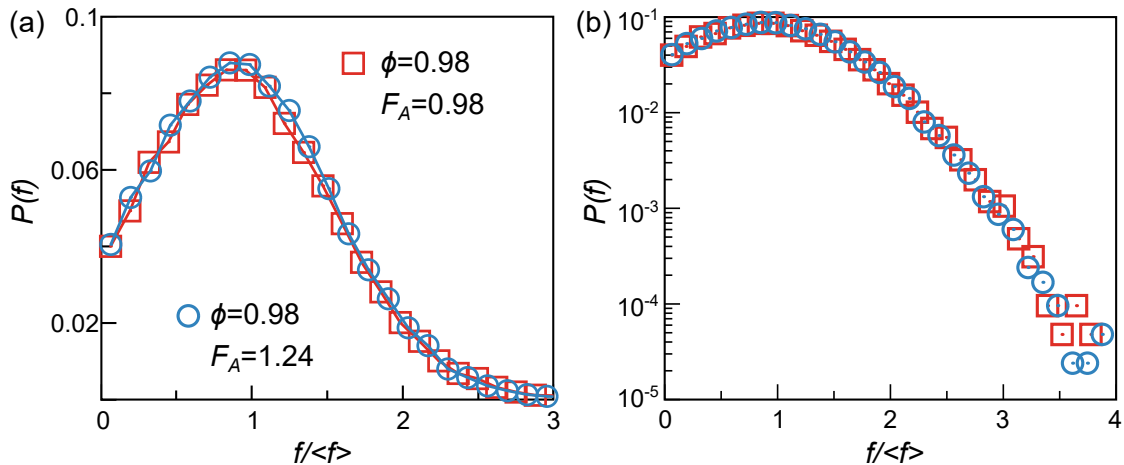 (a)
0.1
0.06
0.02
P(f)
ϕ=0.98
F_A=0.98
ϕ=0.98
F_A=1.24
0 1 2 3
f/<f>
(b)
10⁻¹
10⁻²
10⁻³
10⁻⁴
10⁻⁵
P(f)
0 1 2 3 4
f/<f>